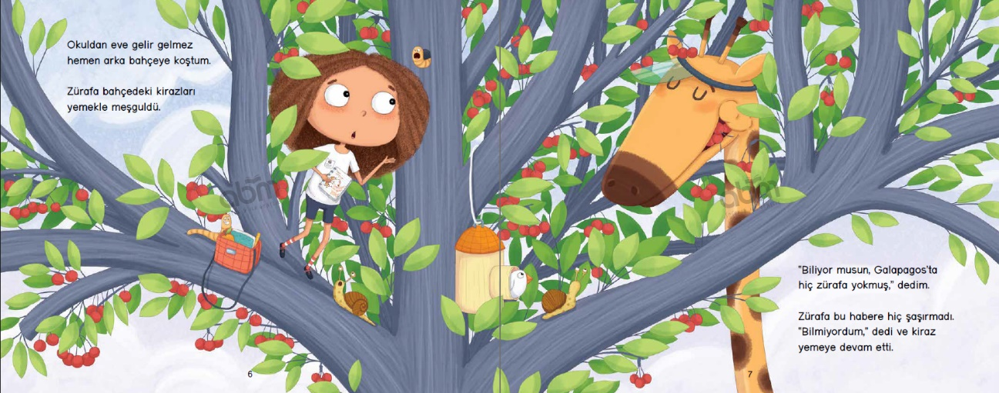 Okuldan eve gelir gelmez
hemen arka bahçeye koştum.
Zürafa bahçedeki kirazları
yemekle meşguldü.
6
"Biliyor musun, Galapagos'ta
hiç zürafa yokmuş," dedim.
Zürafa bu habere hiç şaşırmadı.
"Bilmiyordum," dedi ve kiraz
yemeye devam etti.
7